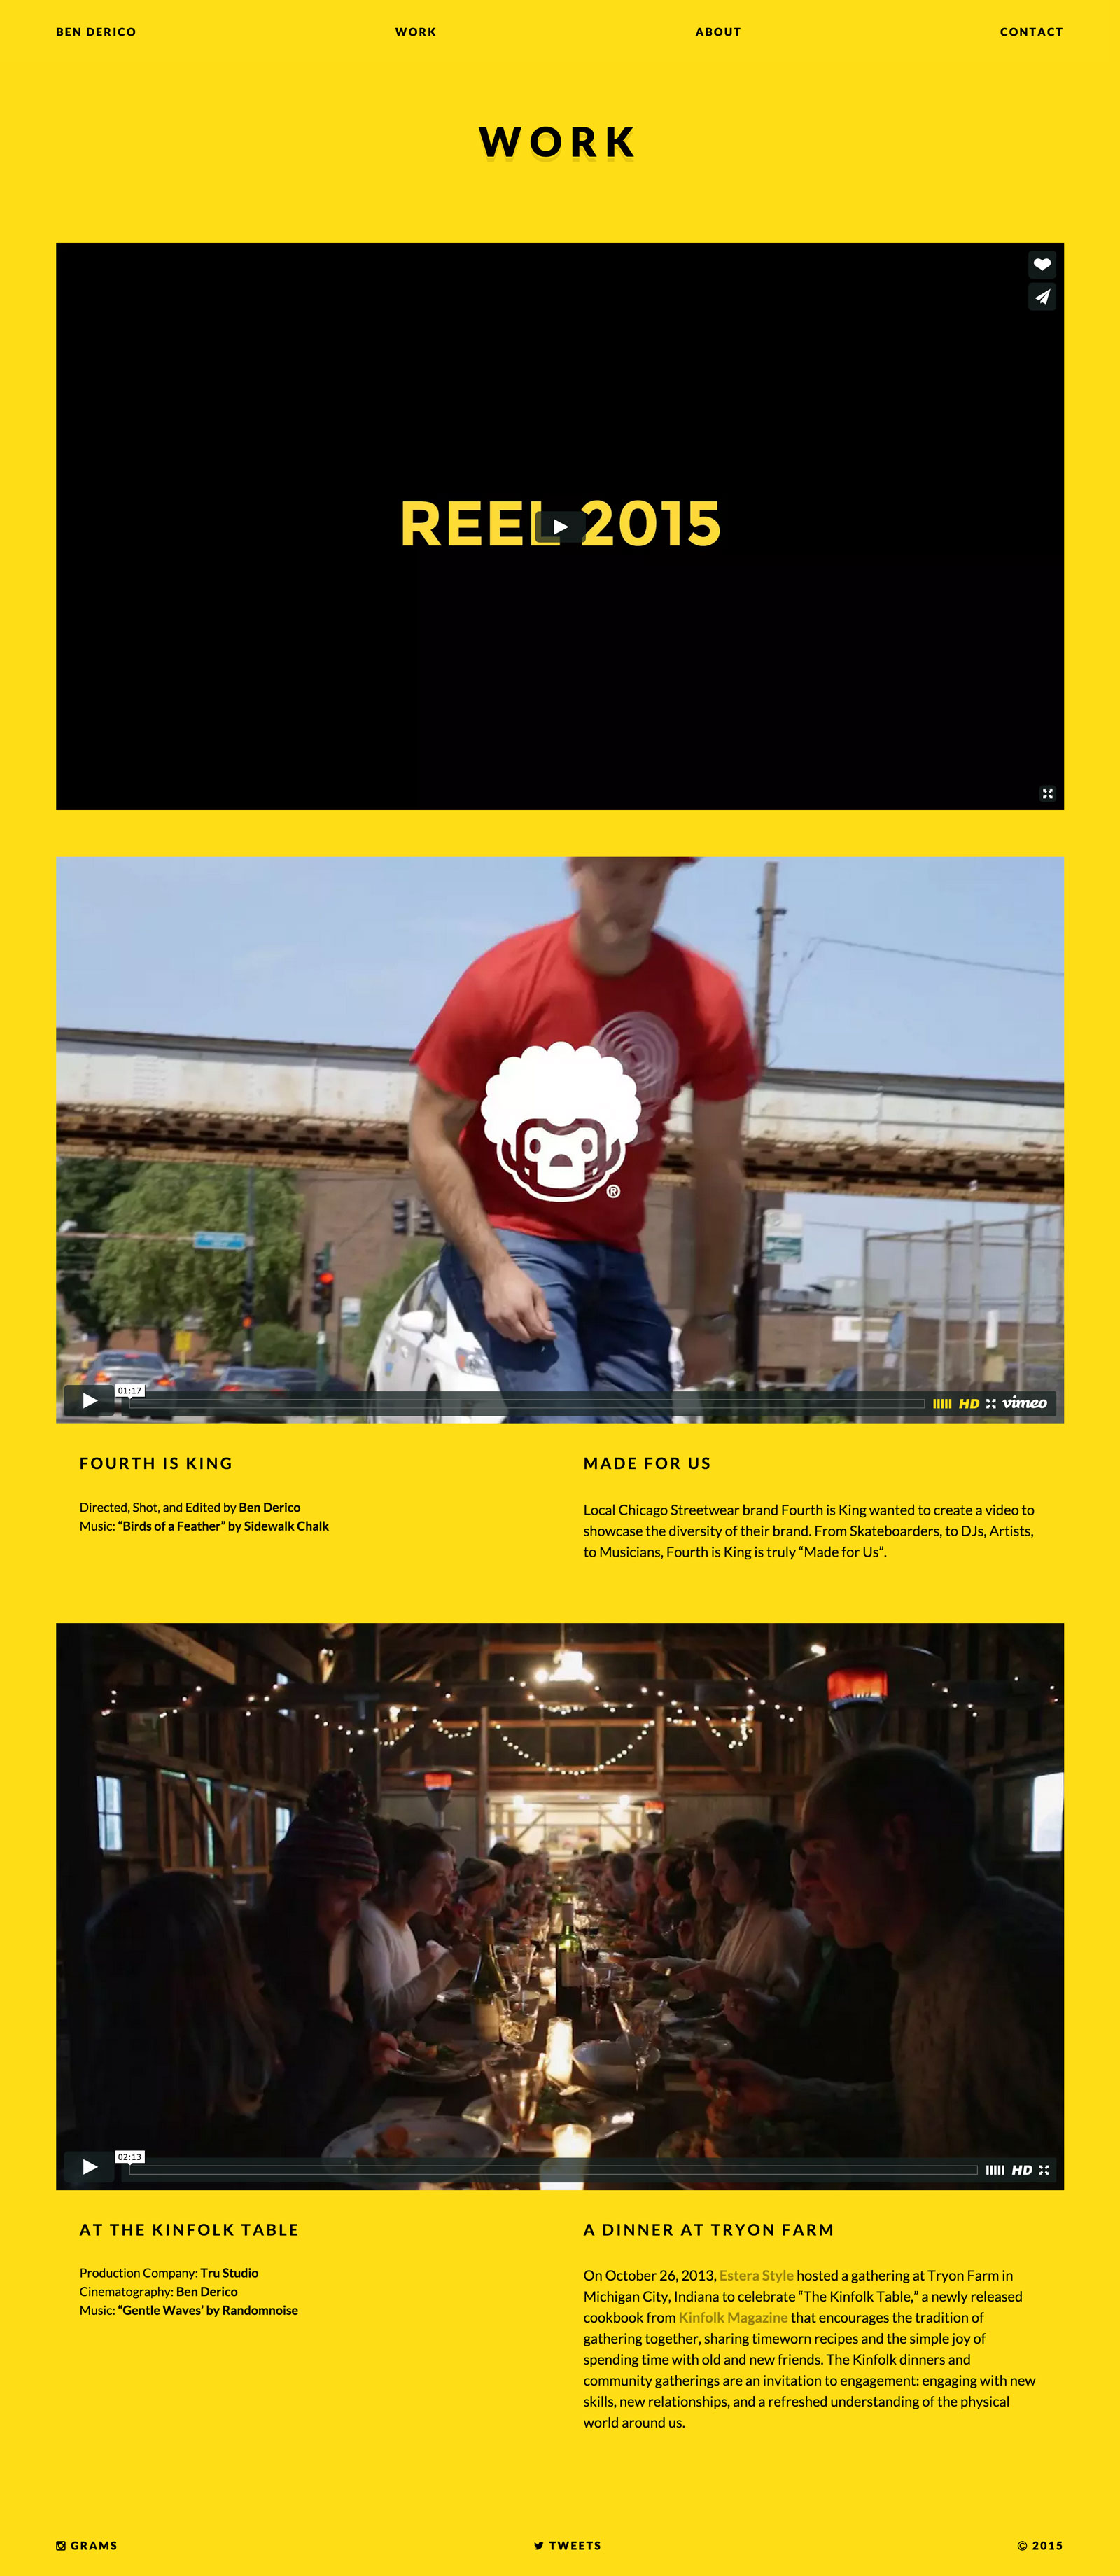 BEN DERICO
WORK
ABOUT
CONTACT
WORK
REEL 2015
®
01:17
HD
vimeo
FOURTH IS KING
Directed, Shot, and Edited by Ben Derico
Music: “Birds of a Feather” by Sidewalk Chalk
MADE FOR US
Local Chicago Streetwear brand Fourth is King wanted to create a video to
showcase the diversity of their brand. From Skateboarders, to DJs, Artists,
to Musicians, Fourth is King is truly “Made for Us”.
02:13
HD
AT THE KINFOLK TABLE
Production Company: Tru Studio
Cinematography: Ben Derico
Music: “Gentle Waves’ by Randomnoise
A DINNER AT TRYON FARM
On October 26, 2013, Estera Style hosted a gathering at Tryon Farm in
Michigan City, Indiana to celebrate “The Kinfolk Table,” a newly released
cookbook from Kinfolk Magazine that encourages the tradition of
gathering together, sharing timeworn recipes and the simple joy of
spending time with old and new friends. The Kinfolk dinners and
community gatherings are an invitation to engagement: engaging with new
skills, new relationships, and a refreshed understanding of the physical
world around us.
GRAMS
TWEETS
© 2015